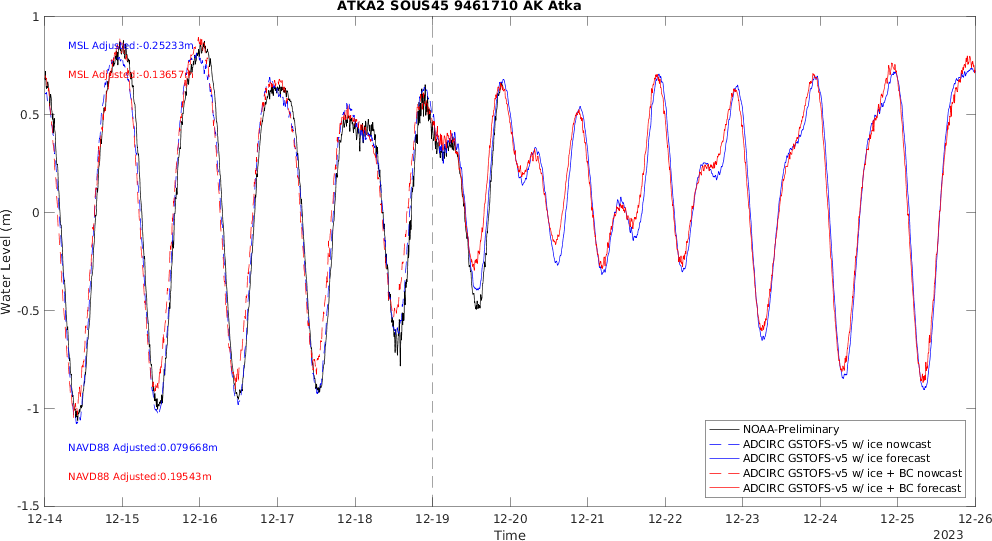 ATKA2 SOUS45 9461710 AK Atka
MSL Adjusted:-0.25233m
MSL Adjusted:-0.13657m
NAVD88 Adjusted:0.079668m
NAVD88 Adjusted:0.19543m
Water Level (m)
1
0.5
0
-0.5
-1
-1.5
NOAA-Preliminary
ADCIRC GSTOFS-v5 w/ ice nowcast
ADCIRC GSTOFS-v5 w/ ice forecast
ADCIRC GSTOFS-v5 w/ ice + BC nowcast
ADCIRC GSTOFS-v5 w/ ice + BC forecast
12-14 12-15 12-16 12-17 12-18 12-19 12-20 12-21 12-22 12-23 12-24 12-25 12-26
Time
2023